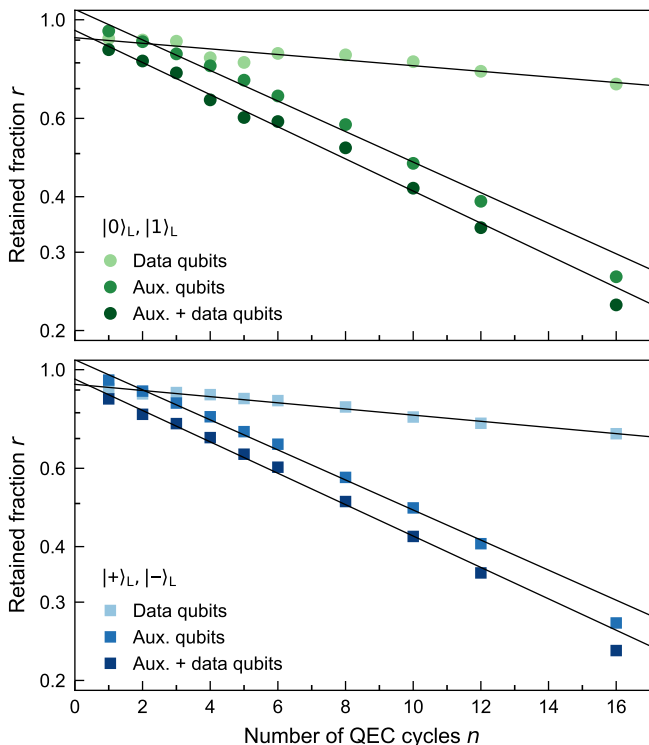 1.0
0.6
0.4
0.3
0.2
Retained fraction r
|0⟩L, |1⟩L
Data qubits
Aux. qubits
Aux. + data qubits
1.0
0.6
0.4
0.3
0.2
Retained fraction r
|+⟩L, |−⟩L
Data qubits
Aux. qubits
Aux. + data qubits
0 2 4 6 8 10 12 14 16
Number of QEC cycles n